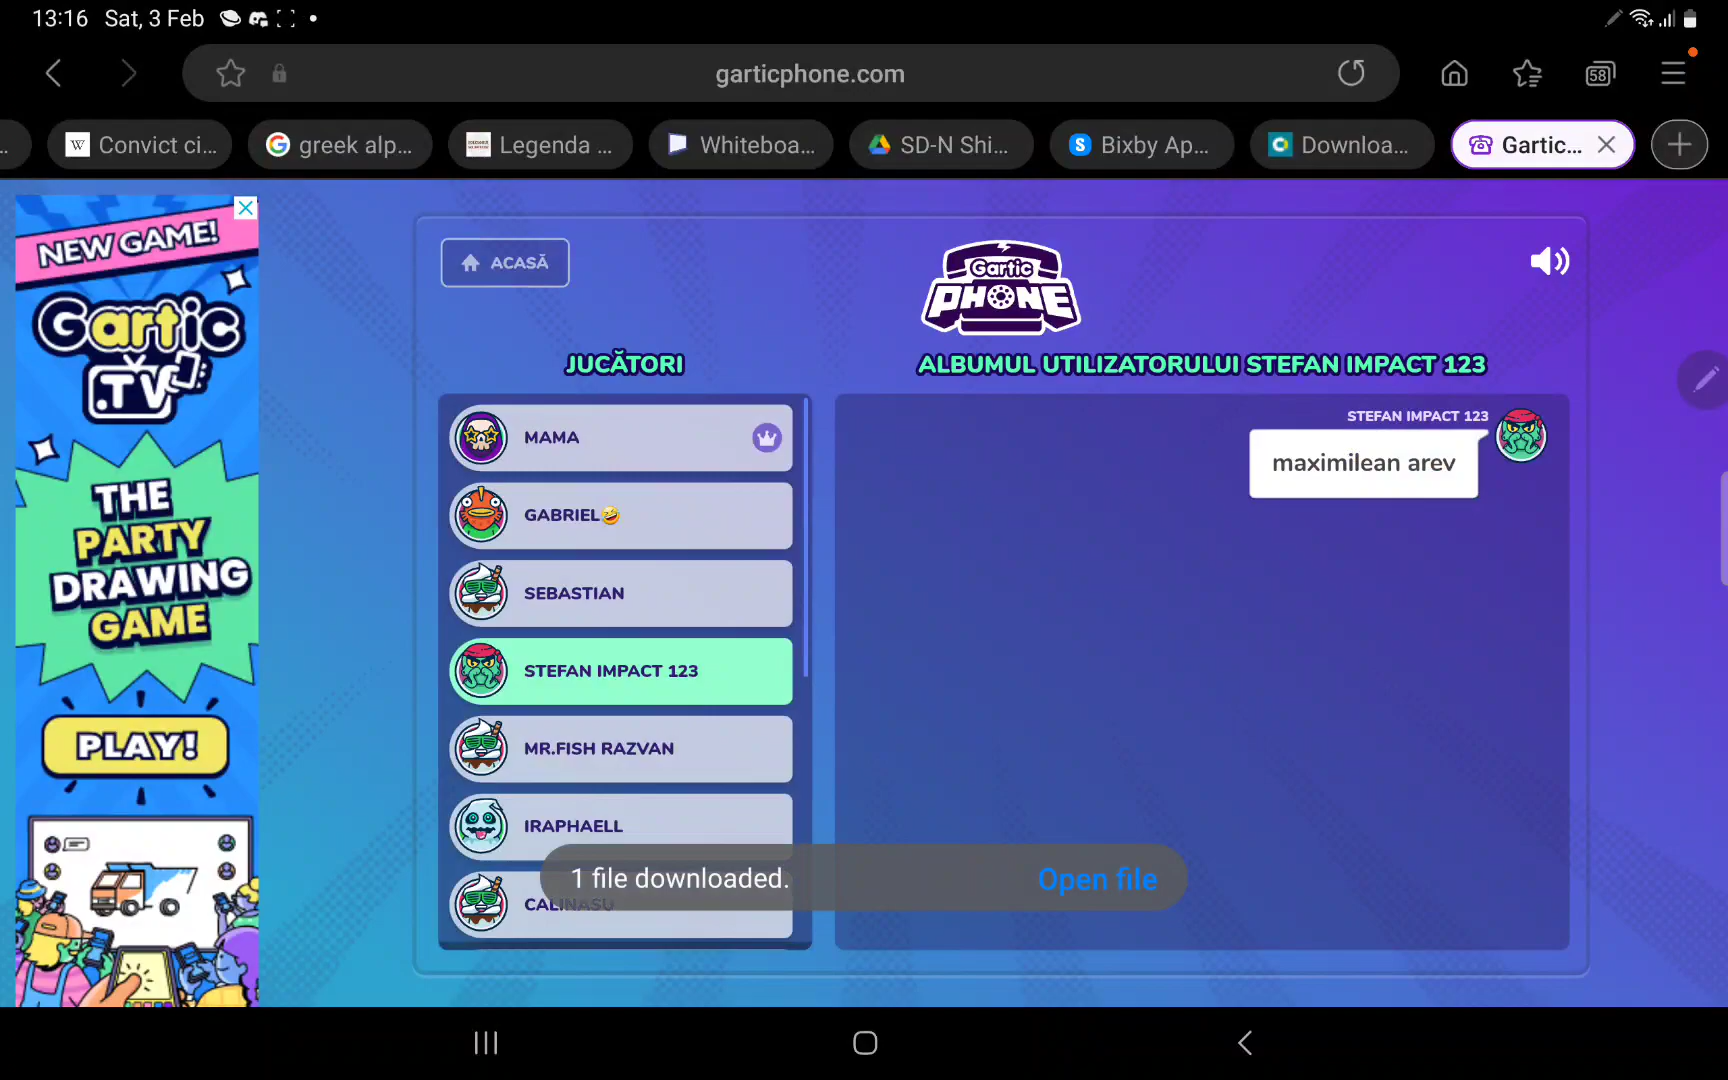 13:16 Sat, 3 Feb
garticphone.com
58
Convict ci...
greek alp...
Legenda ...
Whiteboa...
SD-N Shi...
Bixby Ap...
Downloa...
Gartic...
NEW GAME!
Gartic
.TV
THE
PARTY
DRAWING
GAME
PLAY!
ACASĂ
Gartic
PHONE
JUCĂTORI
MAMA
GABRIEL🤣
SEBASTIAN
STEFAN IMPACT 123
MR.FISH RAZVAN
IRAPHAELL
CALINASU
ALBUMUL UTILIZATORULUI STEFAN IMPACT 123
STEFAN IMPACT 123
maximilean arev
1 file downloaded.
Open file